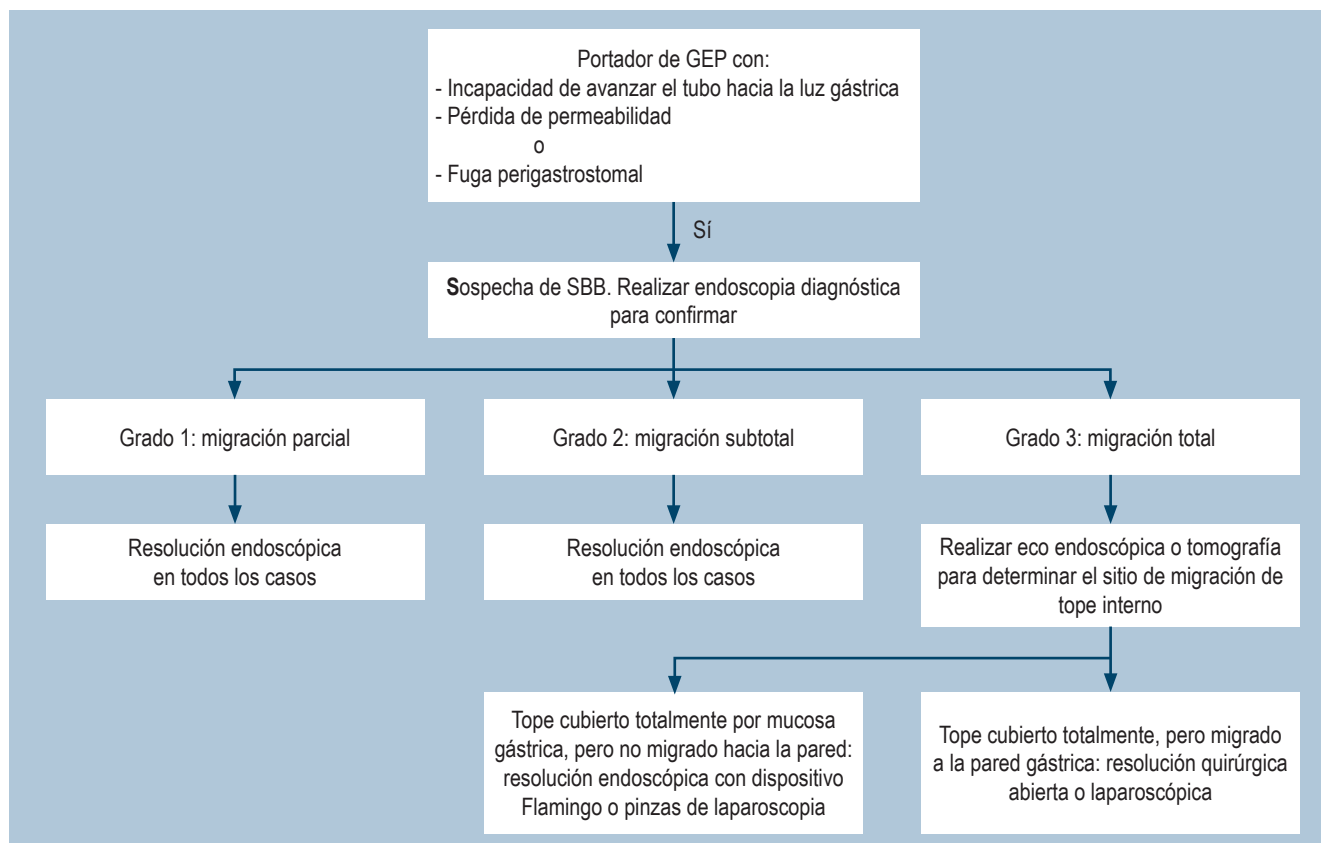 Portador de GEP con:
- Incapacidad de avanzar el tubo hacia la luz gástrica
- Pérdida de permeabilidad
o
- Fuga perigastrostomal
Sí
Sospecha de SBB. Realizar endoscopia diagnóstica
para confirmar
Grado 1: migración parcial
Grado 2: migración subtotal
Grado 3: migración total
Resolución endoscópica
en todos los casos
Resolución endoscópica
en todos los casos
Realizar eco endoscópica o tomografía
para determinar el sitio de migración de
tope interno
Tope cubierto totalmente por mucosa
gástrica, pero no migrado hacia la pared:
resolución endoscópica con dispositivo
Flamingo o pinzas de laparoscopia
Tope cubierto totalmente, pero migrado
a la pared gástrica: resolución quirúrgica
abierta o laparoscópica